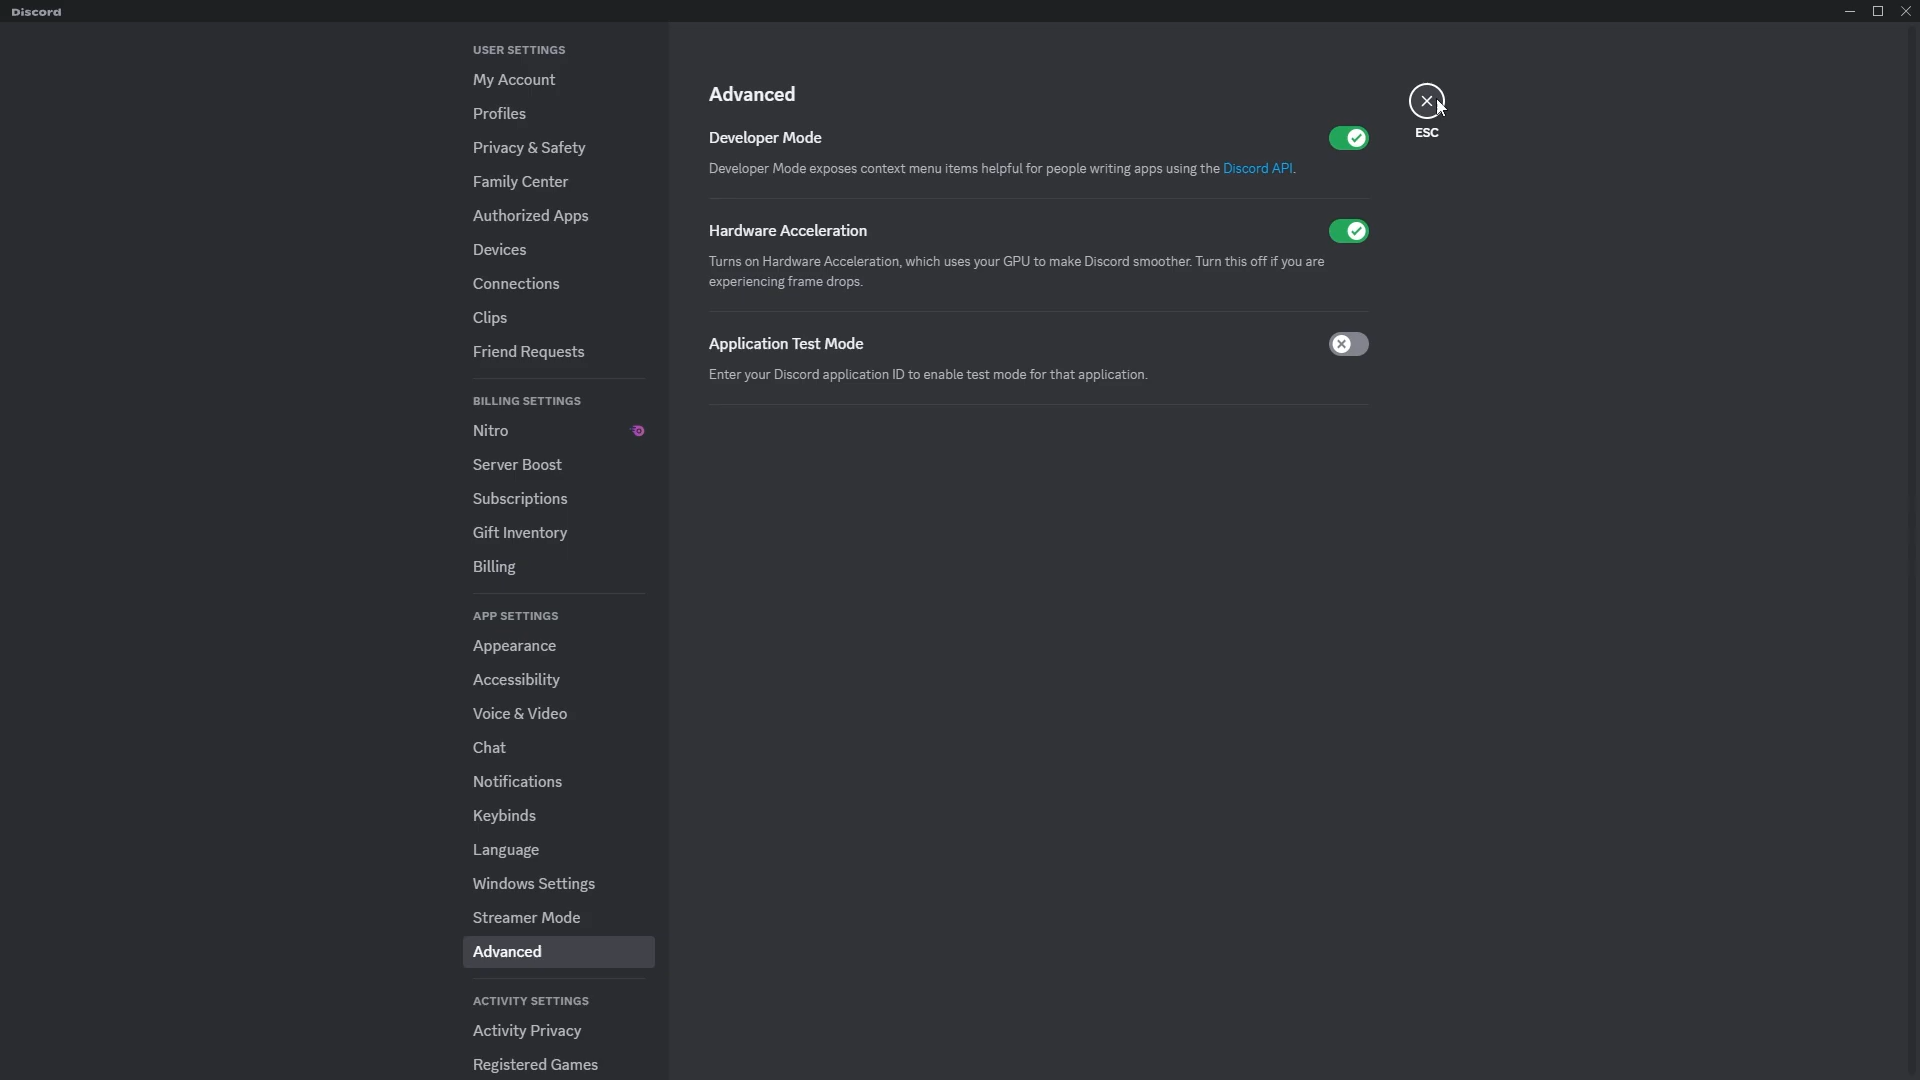 Discord
USER SETTINGS
My Account
Profiles
Privacy & Safety
Family Center
Authorized Apps
Devices
Connections
Clips
Friend Requests
BILLING SETTINGS
Nitro
Server Boost
Subscriptions
Gift Inventory
Billing
APP SETTINGS
Appearance
Accessibility
Voice & Video
Chat
Notifications
Keybinds
Language
Windows Settings
Streamer Mode
Advanced
ACTIVITY SETTINGS
Activity Privacy
Registered Games
Advanced
Developer Mode
Developer Mode exposes context menu items helpful for people writing apps using the Discord API.
Hardware Acceleration
Turns on Hardware Acceleration, which uses your GPU to make Discord smoother. Turn this off if you are
experiencing frame drops.
Application Test Mode
Enter your Discord application ID to enable test mode for that application.
ESC